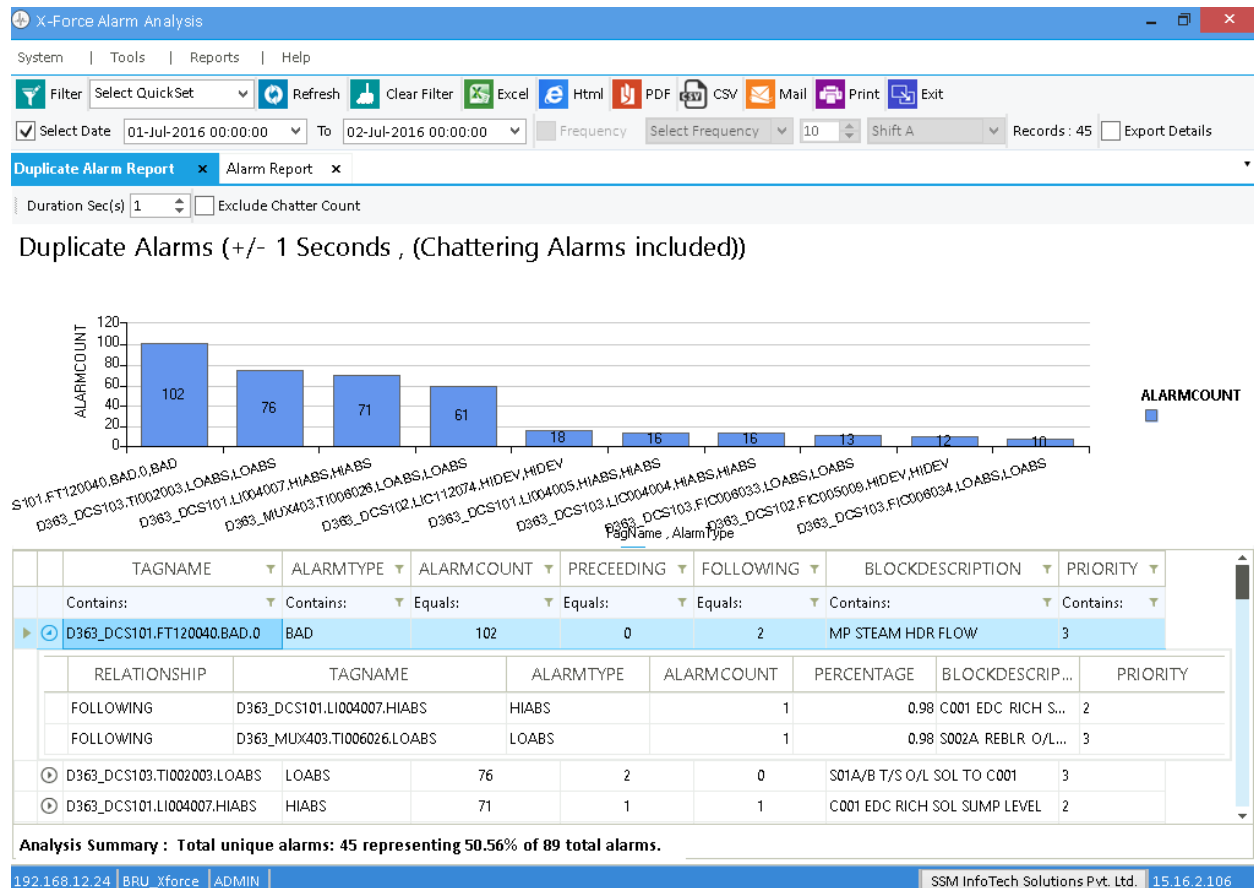 X-Force Alarm Analysis
System | Tools | Reports | Help
Filter Select QuickSet Refresh Clear Filter Excel Html PDF CSV Mail Print Exit
Select Date 01-Jul-2016 00:00:00 To 02-Jul-2016 00:00:00 Frequency Select Frequency 10 Shift A Records : 45 Export Details
Duplicate Alarm Report x Alarm Report x
Duration Sec(s) 1 Exclude Chatter Count
Duplicate Alarms (+/- 1 Seconds , (Chattering Alarms included))
ALARMCOUNT
120
100
80
60
40
20
0
102 76 71 61 18 16 16 13 12 10
ALARMCOUNT
S101.FT120040.BAD.0,BAD
D363_DCS103.TI002003.LOABS,LOABS
D363_DCS101.LI004007.HIABS,HIABS
D363_MUX403.TI006026.LOABS,LOABS
D363_DCS102.LIC112074.HIDEV,HIDEV
D363_DCS101.LI004005.HIABS,HIABS
D363_DCS103.LIC004004.HIABS,HIABS
D363_DCS103.FIC006033.LOABS,LOABS
D363_DCS102.FIC005009.HIDEV,HIDEV
D363_DCS103.FIC006034.LOABS,LOABS
TagName , AlarmType
TAGNAME ALARMTYPE ALARMCOUNT PRECEEDING FOLLOWING BLOCKDESCRIPTION PRIORITY
Contains: Contains: Equals: Equals: Equals: Contains: Contains:
D363_DCS101.FT120040.BAD.0 BAD 102 0 2 MP STEAM HDR FLOW 3
RELATIONSHIP TAGNAME ALARMTYPE ALARMCOUNT PERCENTAGE BLOCKDESCRIP... PRIORITY
FOLLOWING D363_DCS101.LI004007.HIABS HIABS 1 0.98 C001 EDC RICH S... 2
FOLLOWING D363_MUX403.TI006026.LOABS LOABS 1 0.98 S002A REBLR O/L... 3
D363_DCS103.TI002003.LOABS LOABS 76 2 0 S01A/B T/S O/L SOL TO C001 3
D363_DCS101.LI004007.HIABS HIABS 71 1 1 C001 EDC RICH SOL SUMP LEVEL 2
Analysis Summary : Total unique alarms: 45 representing 50.56% of 89 total alarms.
192.168.12.24 BRU_Xforce ADMIN SSM InfoTech Solutions Pvt. Ltd. 15.16.2.106